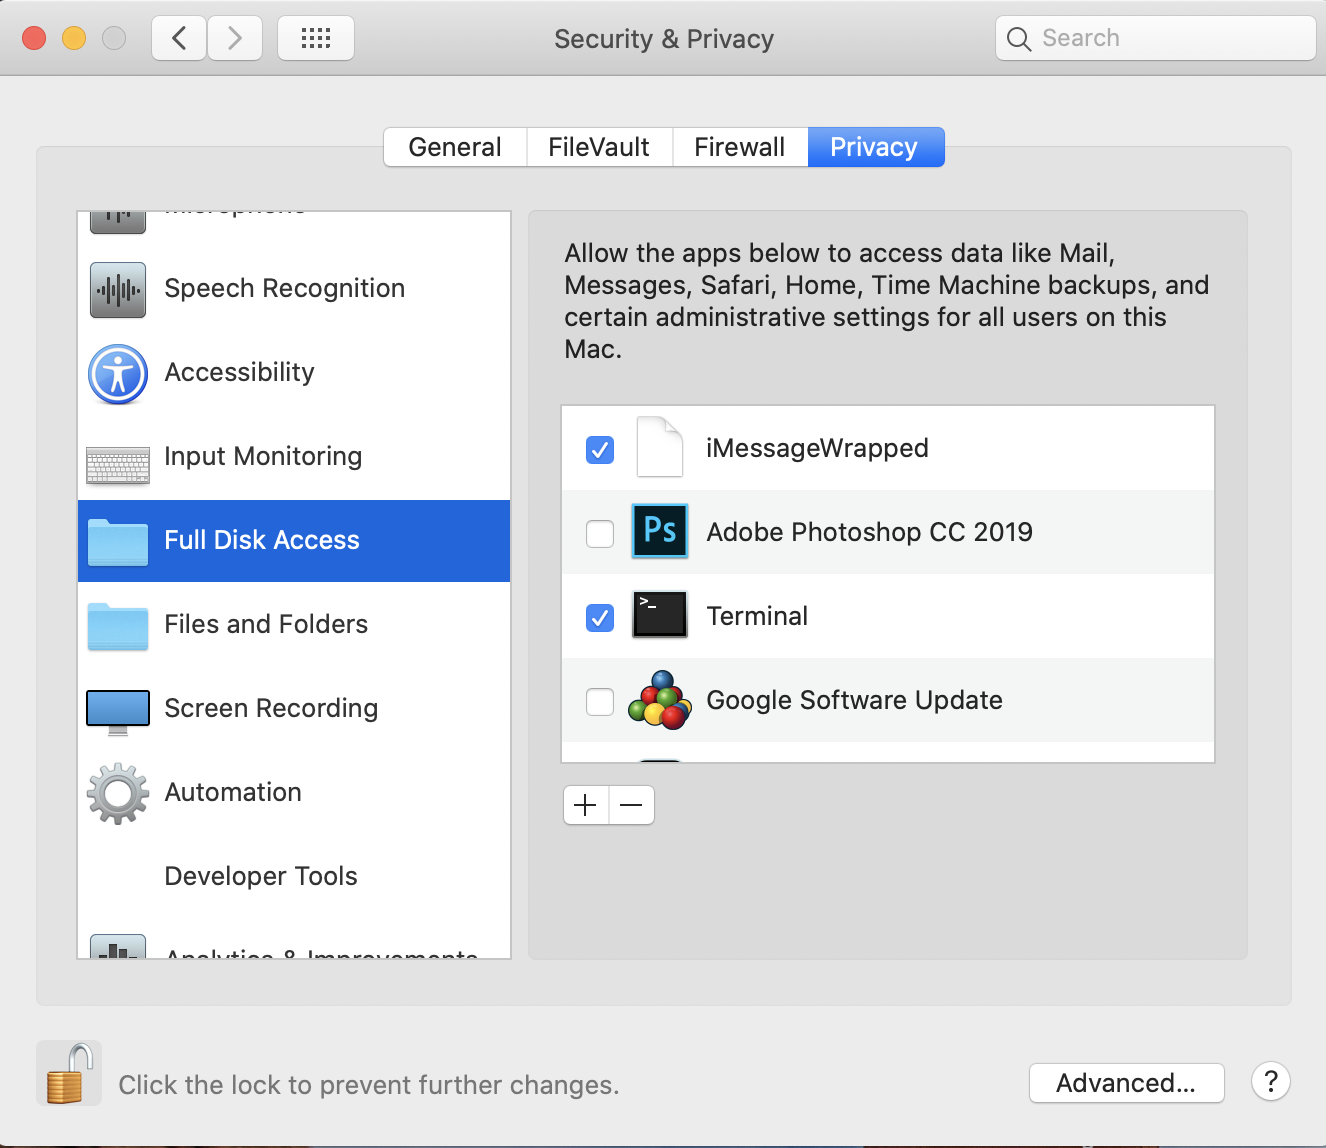 Security & Privacy
Search
General
FileVault
Firewall
Privacy
Microphone
Speech Recognition
Accessibility
Input Monitoring
Full Disk Access
Files and Folders
Screen Recording
Automation
Developer Tools
Analytics & Improvements
Allow the apps below to access data like Mail,
Messages, Safari, Home, Time Machine backups, and
certain administrative settings for all users on this
Mac.
iMessageWrapped
Ps
Adobe Photoshop CC 2019
>_
Terminal
Google Software Update
Click the lock to prevent further changes.
Advanced...
?